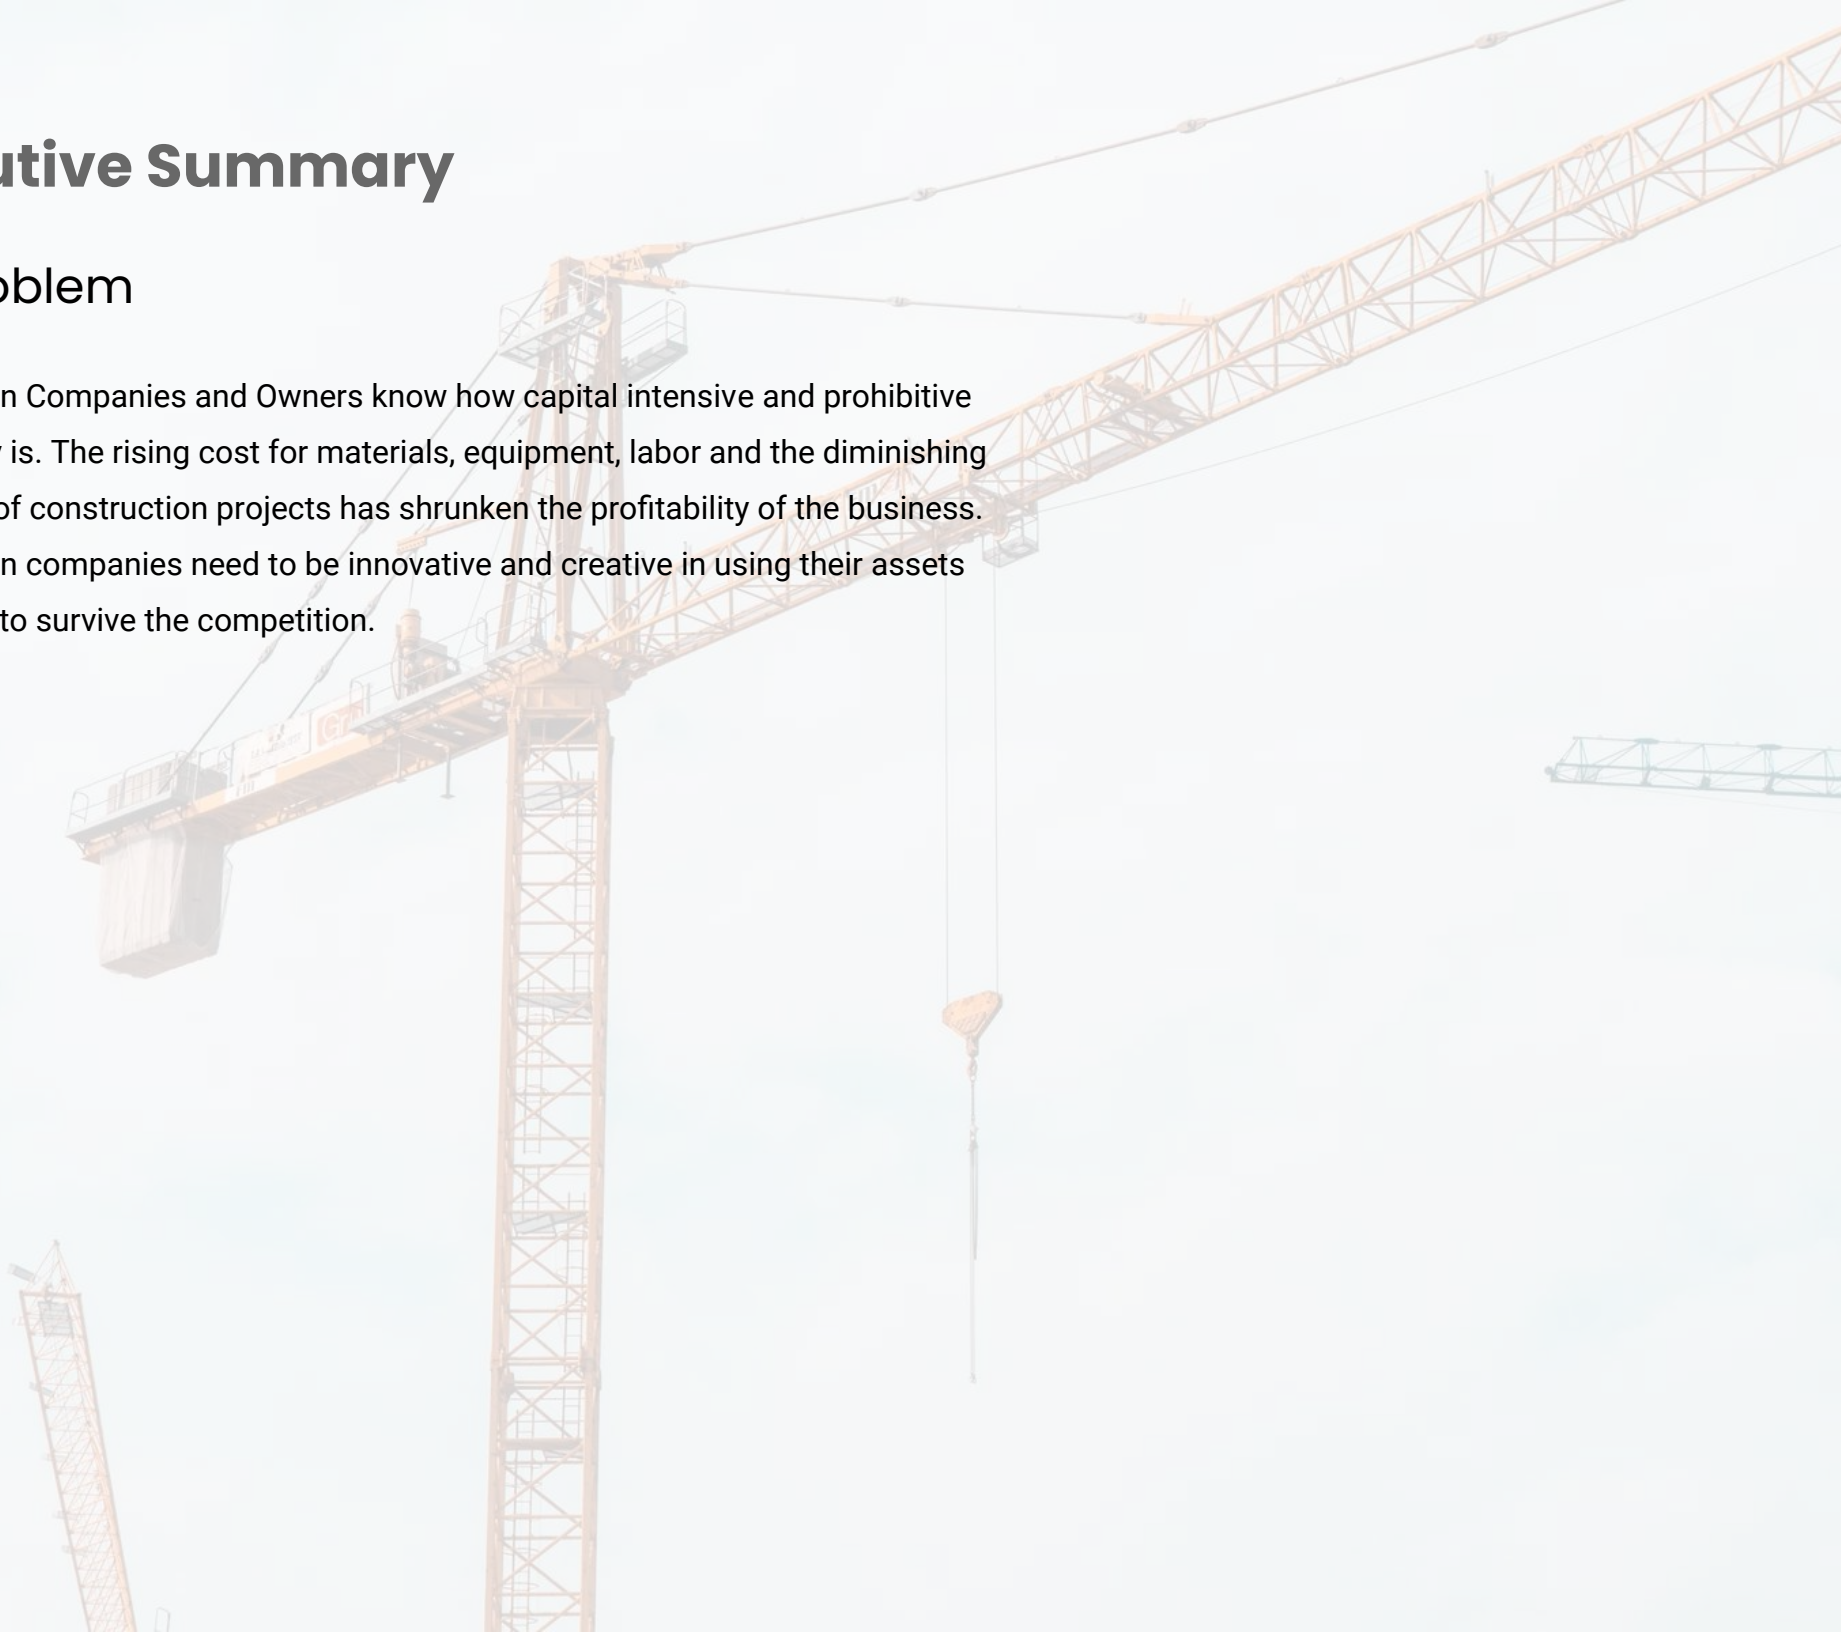 utive Summary
oblem
n Companies and Owners know how capital intensive and prohibitive
y is. The rising cost for materials, equipment, labor and the diminishing
of construction projects has shrunken the profitability of the business.
n companies need to be innovative and creative in using their assets
to survive the competition.